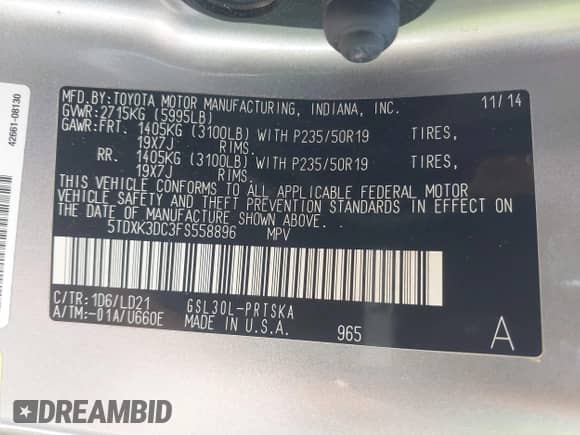 42661-08130
MFD.BY:TOYOTA MOTOR MANUFACTURING, INDIANA, INC. 11/14
GVWR:2715KG (5995LB)
GAWR:FRT. 1405KG (3100LB) WITH P235/50R19 TIRES,
19X7J RIMS.
RR. 1405KG (3100LB) WITH P235/50R19 TIRES,
19X7J RIMS.
THIS VEHICLE CONFORMS TO ALL APPLICABLE FEDERAL MOTOR
VEHICLE SAFETY AND THEFT PREVENTION STANDARDS IN EFFECT ON
THE DATE OF MANUFACTURE SHOWN ABOVE.
5TDXK3DC3FS558896 MPV
C/TR:1D6/LD21 GSL30L-PRTSKA
A/TM:-01A/U660E MADE IN U.S.A. 965 A
DREAMBID